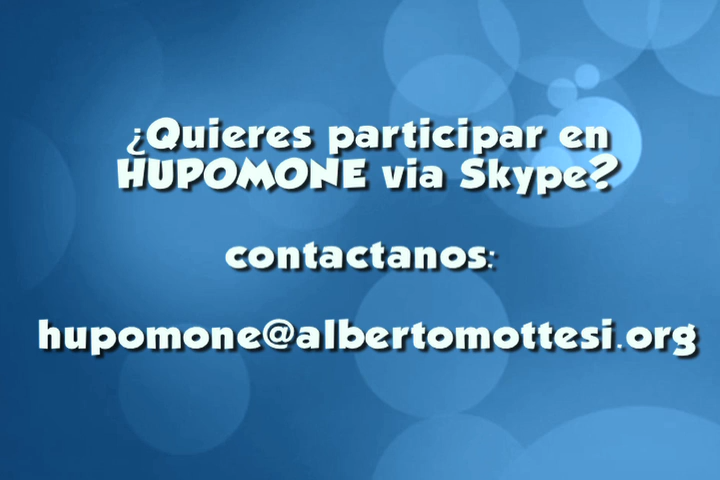 ¿Quieres participar en
HUPOMONE via Skype?
contactanos:
hupomone@albertomottesi.org